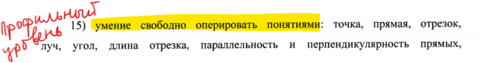 Профильный
уровень
15) умение свободно оперировать понятиями: точка, прямая, отрезок,
луч, угол, длина отрезка, параллельность и перпендикулярность прямых,